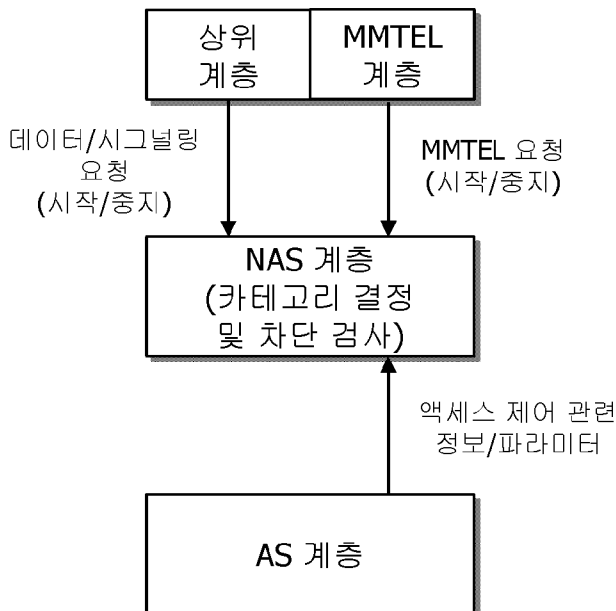 상위
계층
MMTEL
계층
데이터/시그널링
요청
(시작/중지)
MMTEL 요청
(시작/중지)
NAS 계층
(카테고리 결정
및 차단 검사)
액세스 제어 관련
정보/파라미터
AS 계층